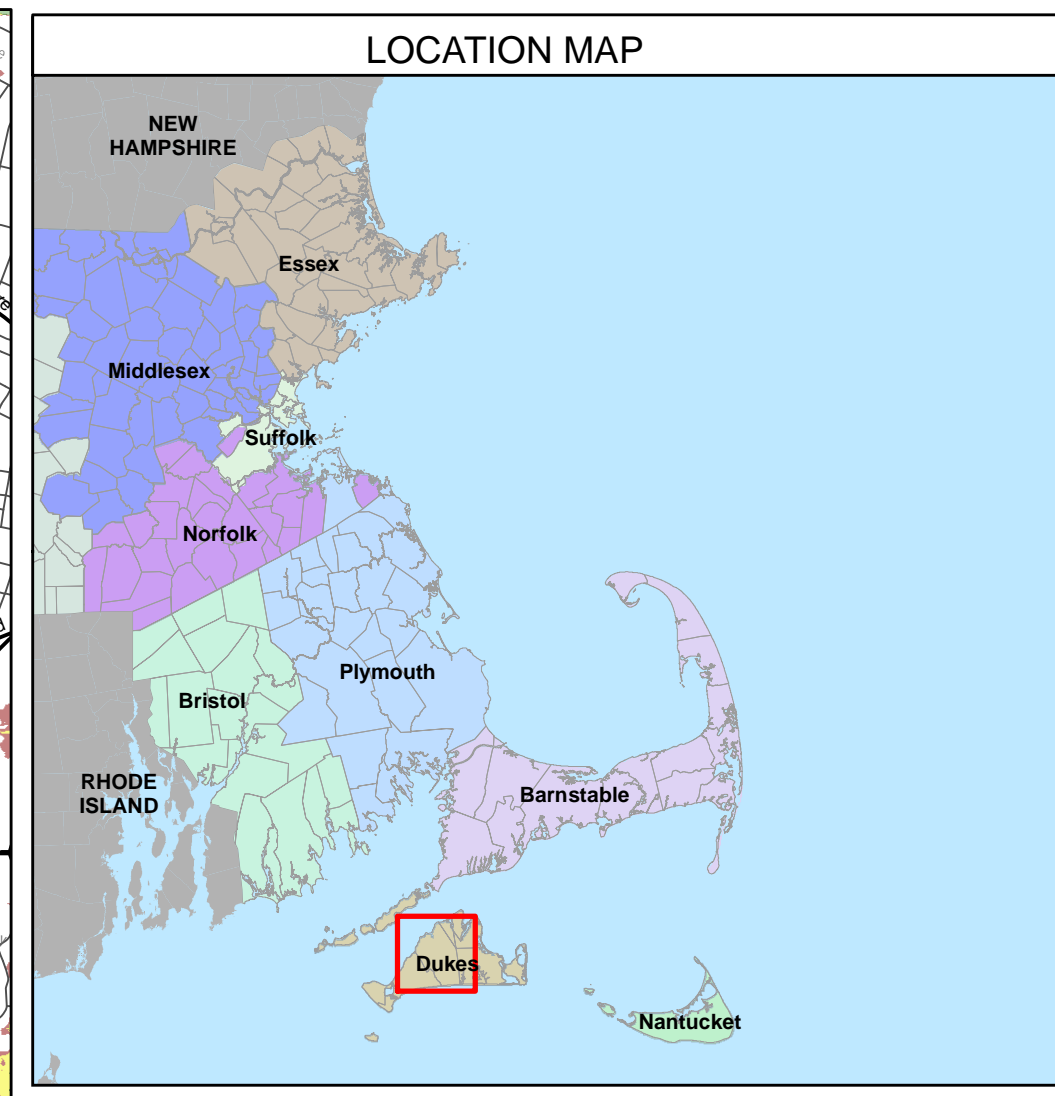 LOCATION MAP
NEW
HAMPSHIRE
Essex
Middlesex
Suffolk
Norfolk
Plymouth
Bristol
RHODE
ISLAND
Barnstable
Dukes
Nantucket